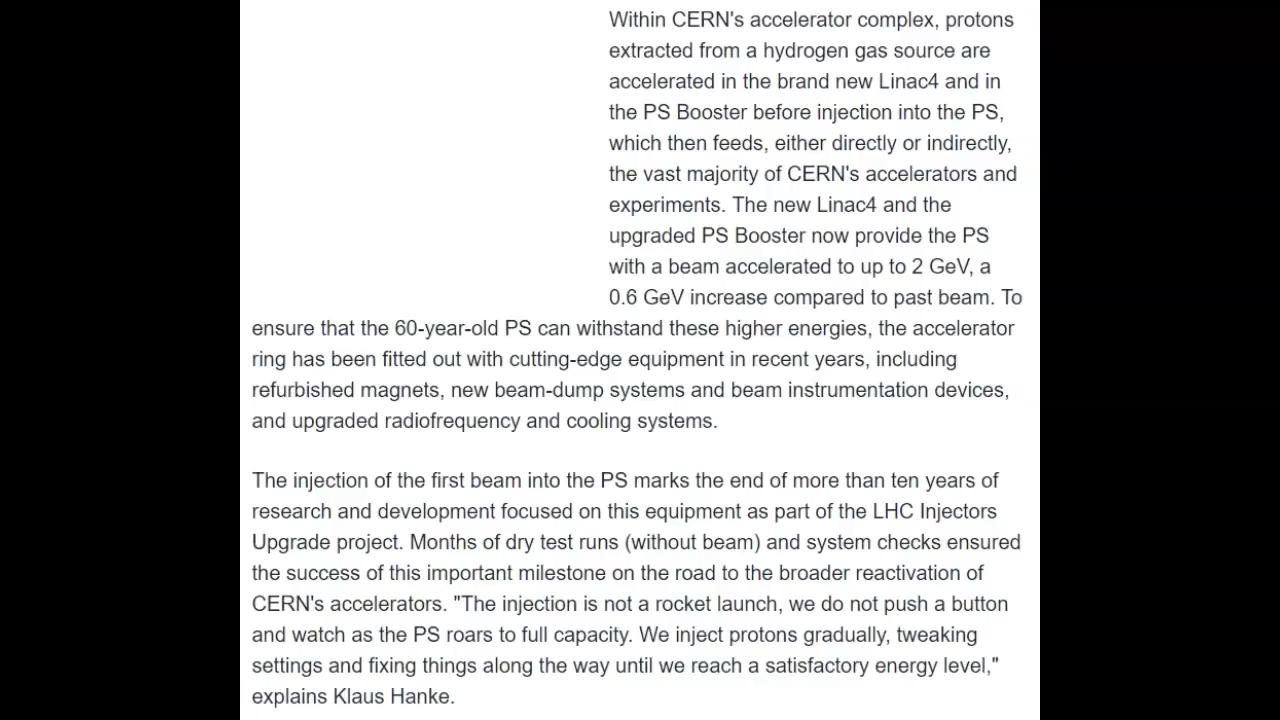 Within CERN's accelerator complex, protons
extracted from a hydrogen gas source are
accelerated in the brand new Linac4 and in
the PS Booster before injection into the PS,
which then feeds, either directly or indirectly,
the vast majority of CERN's accelerators and
experiments. The new Linac4 and the
upgraded PS Booster now provide the PS
with a beam accelerated to up to 2 GeV, a
0.6 GeV increase compared to past beam. To
ensure that the 60-year-old PS can withstand these higher energies, the accelerator
ring has been fitted out with cutting-edge equipment in recent years, including
refurbished magnets, new beam-dump systems and beam instrumentation devices,
and upgraded radiofrequency and cooling systems.
The injection of the first beam into the PS marks the end of more than ten years of
research and development focused on this equipment as part of the LHC Injectors
Upgrade project. Months of dry test runs (without beam) and system checks ensured
the success of this important milestone on the road to the broader reactivation of
CERN's accelerators. "The injection is not a rocket launch, we do not push a button
and watch as the PS roars to full capacity. We inject protons gradually, tweaking
settings and fixing things along the way until we reach a satisfactory energy level,"
explains Klaus Hanke.